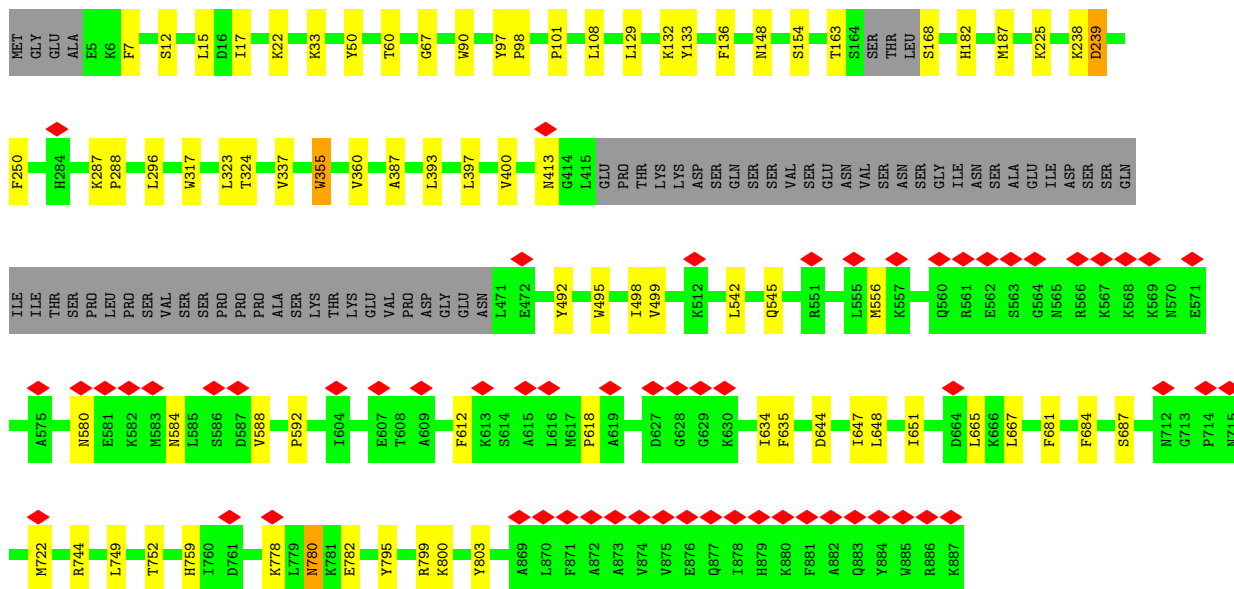 MET GLY GLU ALA E5 K6 F7 S12 L15 D16 I17 K22 K33 Y50 T60 G67 W90 Y97 P98 P101 L108 L129 K132 Y133 F136 N148 S154 T163 S164 SER THR LEU S168 H182 M187 K225 K238 D239
F250 H284 K287 P288 L296 W317 L323 T324 V337 W355 V360 A387 L393 L397 V400 N413 G414 L415 GLU PRO THR LYS LYS ASP SER GLN SER SER VAL SER GLU ASN VAL SER ASN SER GLY ILE ASN SER ALA GLU ILE ASP SER SER GLN
ILE ILE THR SER PRO LEU PRO SER VAL SER SER PRO PRO PRO ALA SER LYS THR LYS GLU VAL PRO ASP GLY GLU ASN L471 E472 Y492 W495 I498 V499 K512 L542 Q545 R551 L555 M556 K557 Q560 R561 E562 S563 G564 N565 R566 K567 K568 K569 N570 E571
A575 N580 E581 K582 M583 N584 L585 S586 D587 V588 P592 I604 E607 T608 A609 F612 K613 S614 A615 L616 M617 P618 A619 D627 G628 G629 K630 I634 F635 D644 I647 L648 I651 D664 L665 K666 L667 F681 F684 S687 N712 G713 P714 N715
M722 R744 L749 T752 H759 I760 D761 K778 L779 N780 K781 E782 Y795 R799 K800 Y803 A869 L870 F871 A872 A873 V874 V875 E876 Q877 I878 H879 K880 F881 A882 Q883 Y884 W885 R886 K887